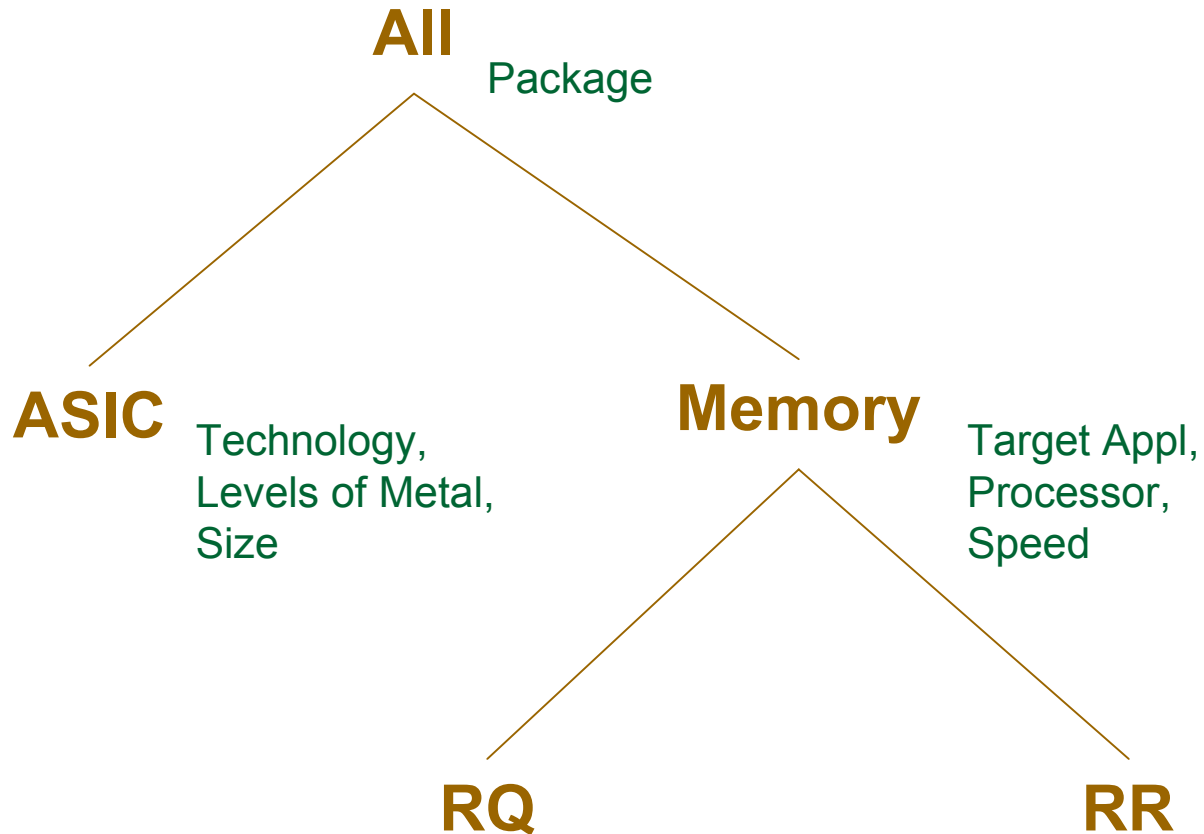 All
Package
ASIC
Technology,
Levels of Metal,
Size
Memory
Target Appl,
Processor,
Speed
RQ
RR